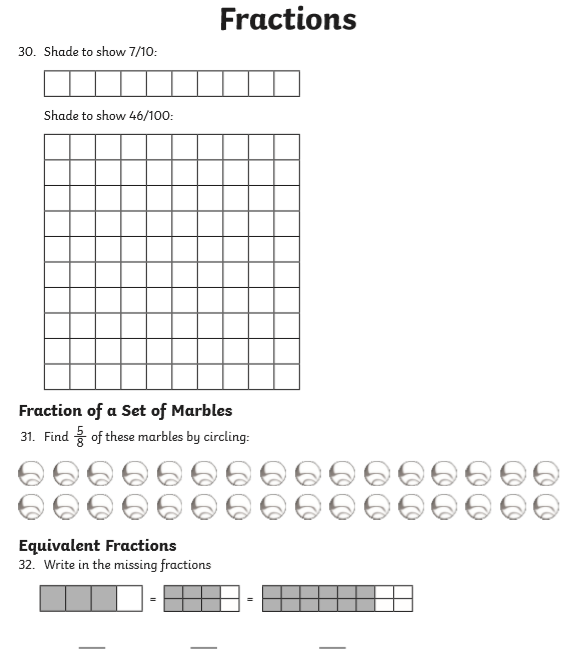 Fractions
30. Shade to show 7/10:
Shade to show 46/100:
Fraction of a Set of Marbles
31. Find 5/8 of these marbles by circling:
Equivalent Fractions
32. Write in the missing fractions
= =